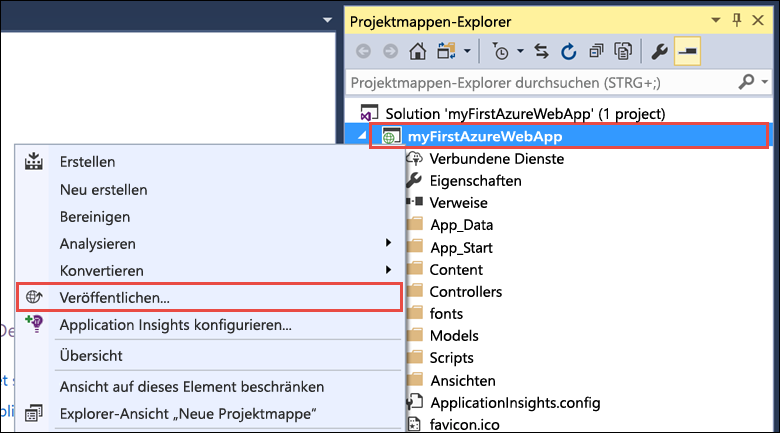 Projektmappen-Explorer
Projektmappen-Explorer durchsuchen (STRG+;)
Solution 'myFirstAzureWebApp' (1 project)
myFirstAzureWebApp
Verbundene Dienste
Eigenschaften
Verweise
App_Data
App_Start
Content
Controllers
fonts
Models
Scripts
Ansichten
ApplicationInsights.config
favicon.ico
Erstellen
Neu erstellen
Bereinigen
Analysieren
Konvertieren
Veröffentlichen...
Application Insights konfigurieren...
Übersicht
Ansicht auf dieses Element beschränken
Explorer-Ansicht „Neue Projektmappe“